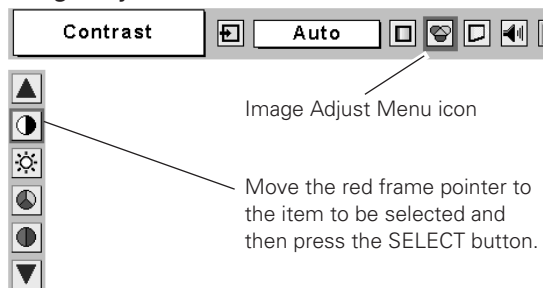 Contrast
Auto
Image Adjust Menu icon
Move the red frame pointer to
the item to be selected and
then press the SELECT button.